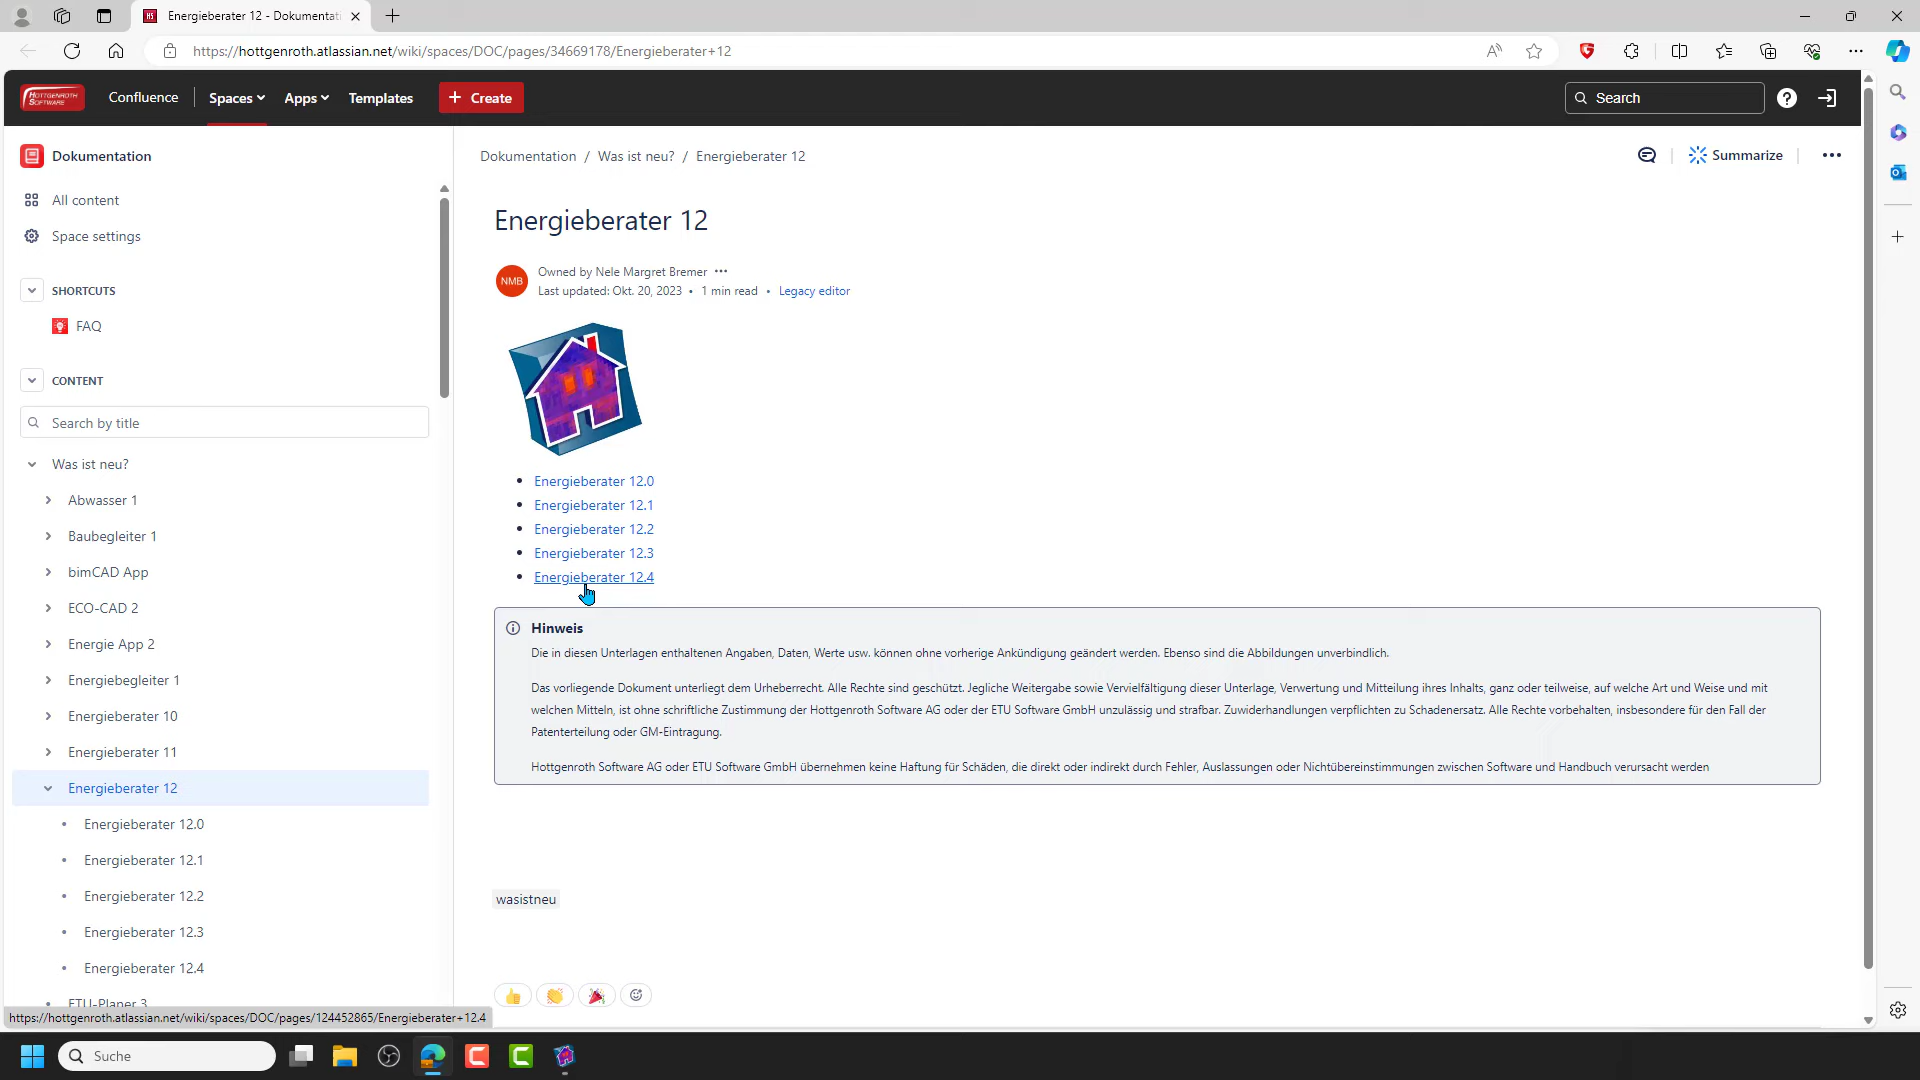 Energieberater 12 - Dokumentati
https://hottgenroth.atlassian.net/wiki/spaces/DOC/pages/34669178/Energieberater+12
HOTTGENROTH
SOFTWARE
Confluence
Spaces
Apps
Templates
+ Create
Search
Dokumentation
All content
Space settings
SHORTCUTS
FAQ
CONTENT
Search by title
Was ist neu?
Abwasser 1
Baubegleiter 1
bimCAD App
ECO-CAD 2
Energie App 2
Energiebegleiter 1
Energieberater 10
Energieberater 11
Energieberater 12
Energieberater 12.0
Energieberater 12.1
Energieberater 12.2
Energieberater 12.3
Energieberater 12.4
ETU-Planer 3
Dokumentation / Was ist neu? / Energieberater 12
Summarize
Energieberater 12
NMB
Owned by Nele Margret Bremer
Last updated: Okt. 20, 2023 • 1 min read • Legacy editor
• Energieberater 12.0
• Energieberater 12.1
• Energieberater 12.2
• Energieberater 12.3
• Energieberater 12.4
Hinweis
Die in diesen Unterlagen enthaltenen Angaben, Daten, Werte usw. können ohne vorherige Ankündigung geändert werden. Ebenso sind die Abbildungen unverbindlich.
Das vorliegende Dokument unterliegt dem Urheberrecht. Alle Rechte sind geschützt. Jegliche Weitergabe sowie Vervielfältigung dieser Unterlage, Verwertung und Mitteilung ihres Inhalts, ganz oder teilweise, auf welche Art und Weise und mit
welchen Mitteln, ist ohne schriftliche Zustimmung der Hottgenroth Software AG oder der ETU Software GmbH unzulässig und strafbar. Zuwiderhandlungen verpflichten zu Schadenersatz. Alle Rechte vorbehalten, insbesondere für den Fall der
Patenterteilung oder GM-Eintragung.
Hottgenroth Software AG oder ETU Software GmbH übernehmen keine Haftung für Schäden, die direkt oder indirekt durch Fehler, Auslassungen oder Nichtübereinstimmungen zwischen Software und Handbuch verursacht werden
wasistneu
https://hottgenroth.atlassian.net/wiki/spaces/DOC/pages/124452865/Energieberater+12.4
Suche